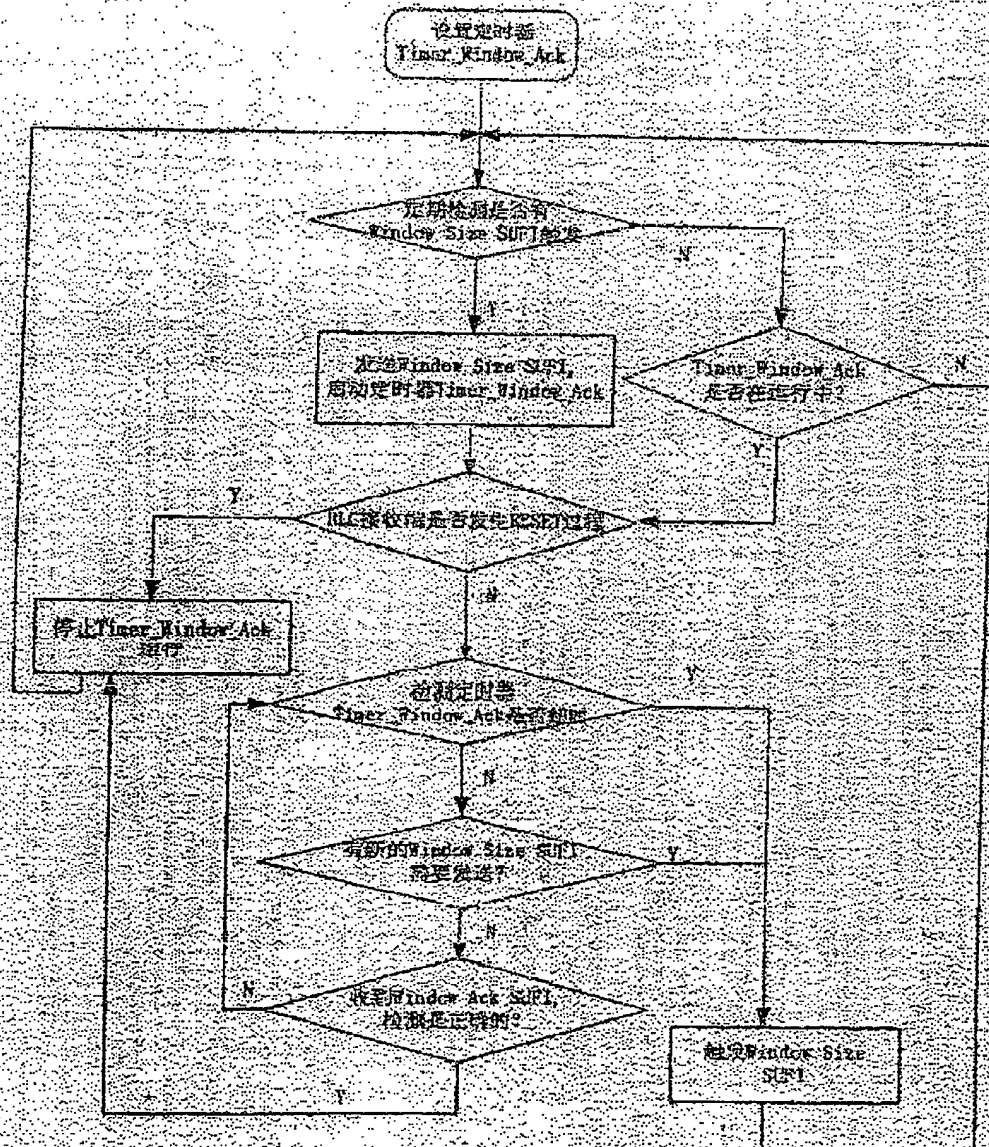 设置定时器
Timer_Window_Ack
定期检测是否有
Window Size SUFI触发
N
Y
发送Window Size SUFI,
启动定时器Timer_Window_Ack
Timer_Window_Ack
是否在运行中?
N
Y
RLC接收端是否发生RESET过程
Y
N
停止Timer_Window_Ack
运行
检测定时器
Timer_Window_Ack是否超时
Y
N
有新的Window Size SUFI
需要发送?
Y
N
收到Window Ack SUFI,
检测是正确的?
N
Y
触发Window Size
SUFI